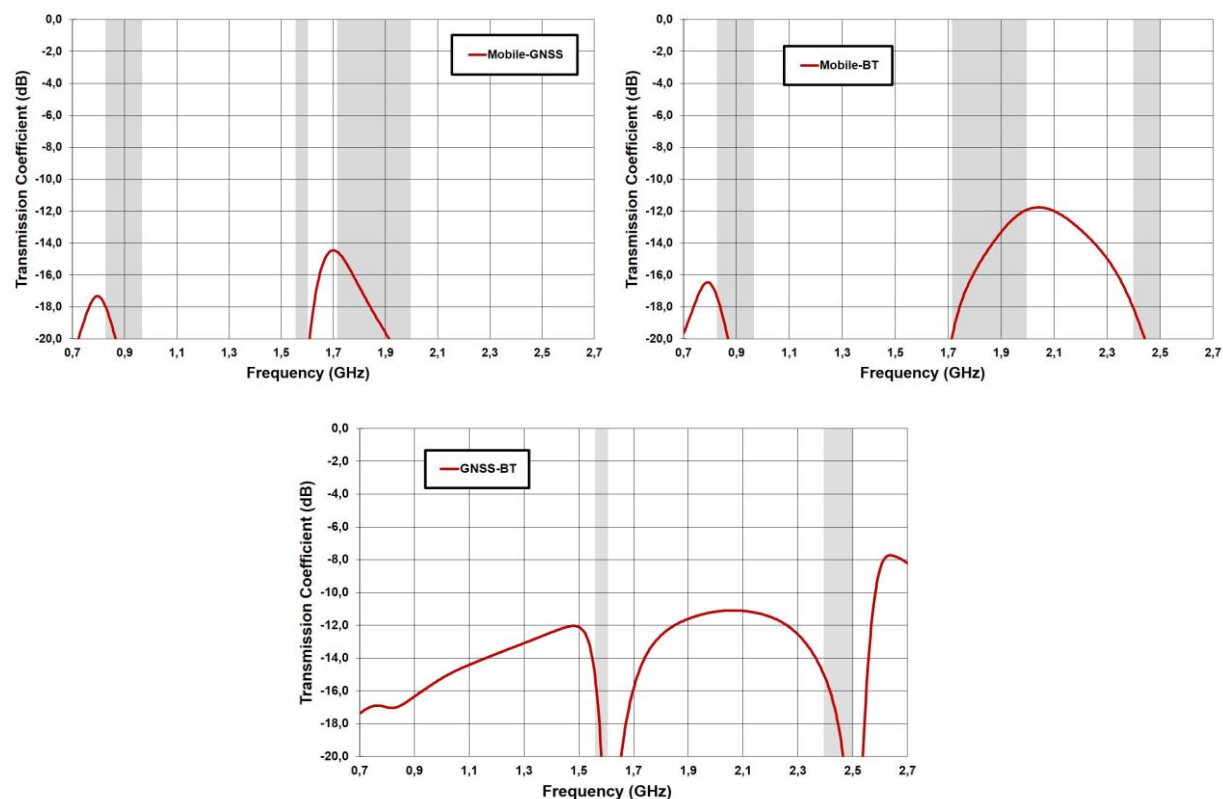 Transmission Coefficient (dB)
0,0
-2,0
-4,0
-6,0
-8,0
-10,0
-12,0
-14,0
-16,0
-18,0
-20,0
Mobile-GNSS
0,7 0,9 1,1 1,3 1,5 1,7 1,9 2,1 2,3 2,5 2,7
Frequency (GHz)
Transmission Coefficient (dB)
0,0
-2,0
-4,0
-6,0
-8,0
-10,0
-12,0
-14,0
-16,0
-18,0
-20,0
Mobile-BT
0,7 0,9 1,1 1,3 1,5 1,7 1,9 2,1 2,3 2,5 2,7
Frequency (GHz)
Transmission Coefficient (dB)
0,0
-2,0
-4,0
-6,0
-8,0
-10,0
-12,0
-14,0
-16,0
-18,0
-20,0
GNSS-BT
0,7 0,9 1,1 1,3 1,5 1,7 1,9 2,1 2,3 2,5 2,7
Frequency (GHz)